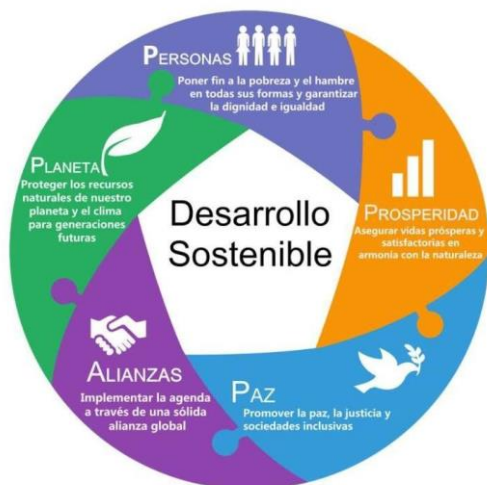 PERSONAS
Poner fin a la pobreza y el hambre
en todas sus formas y garantizar
la dignidad e igualdad
PROSPERIDAD
Asegurar vidas prósperas y
satisfactorias en
armonía con la naturaleza
PAZ
Promover la paz, la justicia y
sociedades inclusivas
ALIANZAS
Implementar la agenda
a través de una sólida
alianza global
PLANETA
Proteger los recursos
naturales de nuestro
planeta y el clima
para generaciones
futuras
Desarrollo
Sostenible